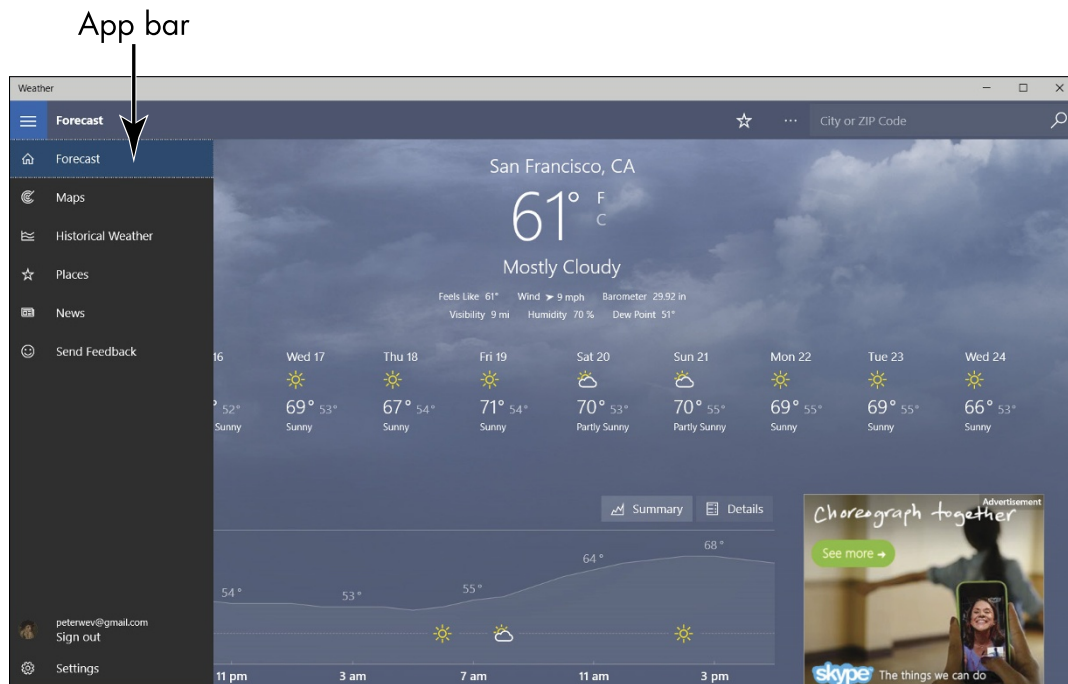 App bar
Weather
Forecast
City or ZIP Code
Forecast
Maps
Historical Weather
Places
News
Send Feedback
peterwev@gmail.com
Sign out
Settings
San Francisco, CA
61° F
C
Mostly Cloudy
Feels Like 61° Wind ➤ 9 mph Barometer 29.92 in
Visibility 9 mi Humidity 70 % Dew Point 51°
16 Wed 17 Thu 18 Fri 19 Sat 20 Sun 21 Mon 22 Tue 23 Wed 24
° 52° 69° 53° 67° 54° 71° 54° 70° 53° 70° 55° 69° 55° 69° 55° 66° 53°
Sunny Sunny Sunny Sunny Partly Sunny Partly Sunny Sunny Sunny Sunny
Summary Details
54° 53° 55° 64° 68°
11 pm 3 am 7 am 11 am 3 pm
Advertisement
Choreograph together
See more →
skype The things we can do